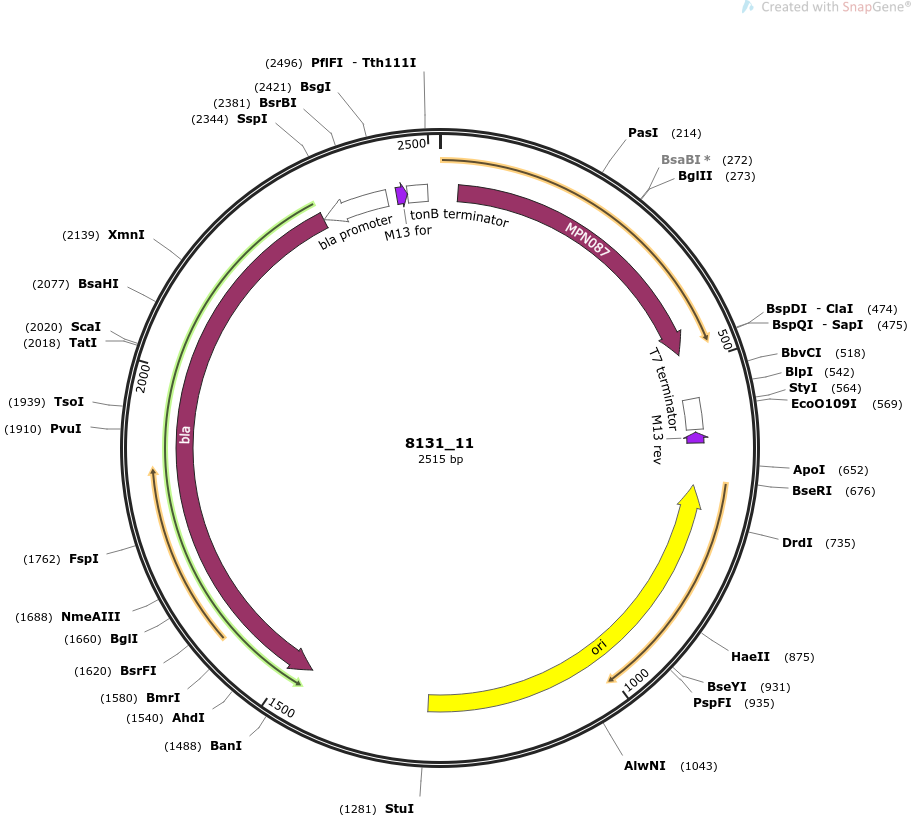 Created with SnapGene®
(2496) PflFI - Tth111I
(2421) BsgI
(2381) BsrBI
(2344) SspI
2500
PasI (214)
BsaBI * (272)
BglII (273)
bla promoter
M13 for
tonB terminator
MPN087
(2139) XmnI
(2077) BsaHI
(2020) ScaI
(2018) TatI
2000
(1939) TsoI
(1910) PvuI
bla
BspDI - ClaI (474)
BspQI - SapI (475)
500
BbvCI (518)
BlpI (542)
StyI (564)
EcoO109I (569)
T7 terminator
M13 rev
8131_11
2515 bp
ApoI (652)
BseRI (676)
DrdI (735)
(1762) FspI
(1688) NmeAIII
(1660) BglI
(1620) BsrFI
(1580) BmrI
(1540) AhdI
(1488) BanI
1500
ori
HaeII (875)
BseYI (931)
PspFI (935)
1000
AlwNI (1043)
(1281) StuI